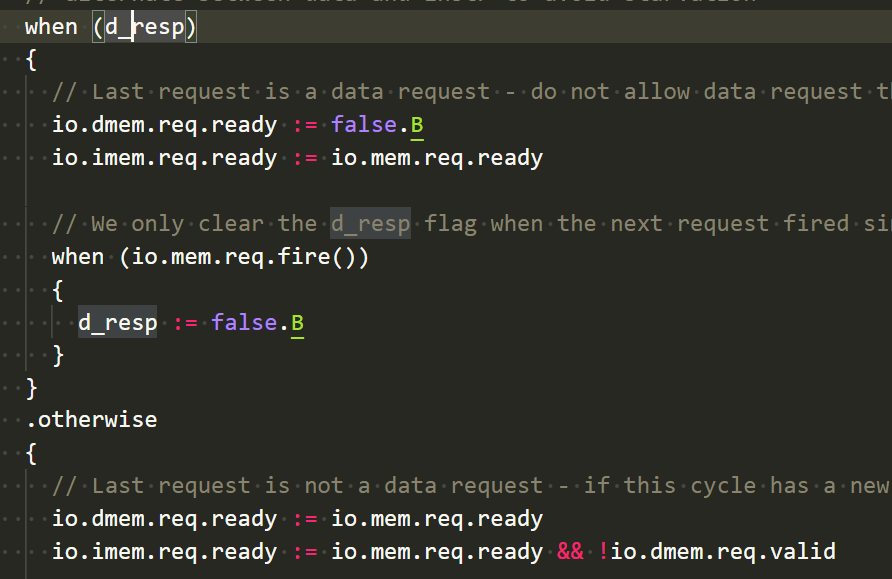 when (d_resp)
{
// Last request is a data request - do not allow data request
io.dmem.req.ready := false.B
io.imem.req.ready := io.mem.req.ready
// We only clear the d_resp flag when the next request fired
when (io.mem.req.fire())
{
d_resp := false.B
}
}
.otherwise
{
// Last request is not a data request - if this cycle has a new
io.dmem.req.ready := io.mem.req.ready
io.imem.req.ready := io.mem.req.ready && !io.dmem.req.valid